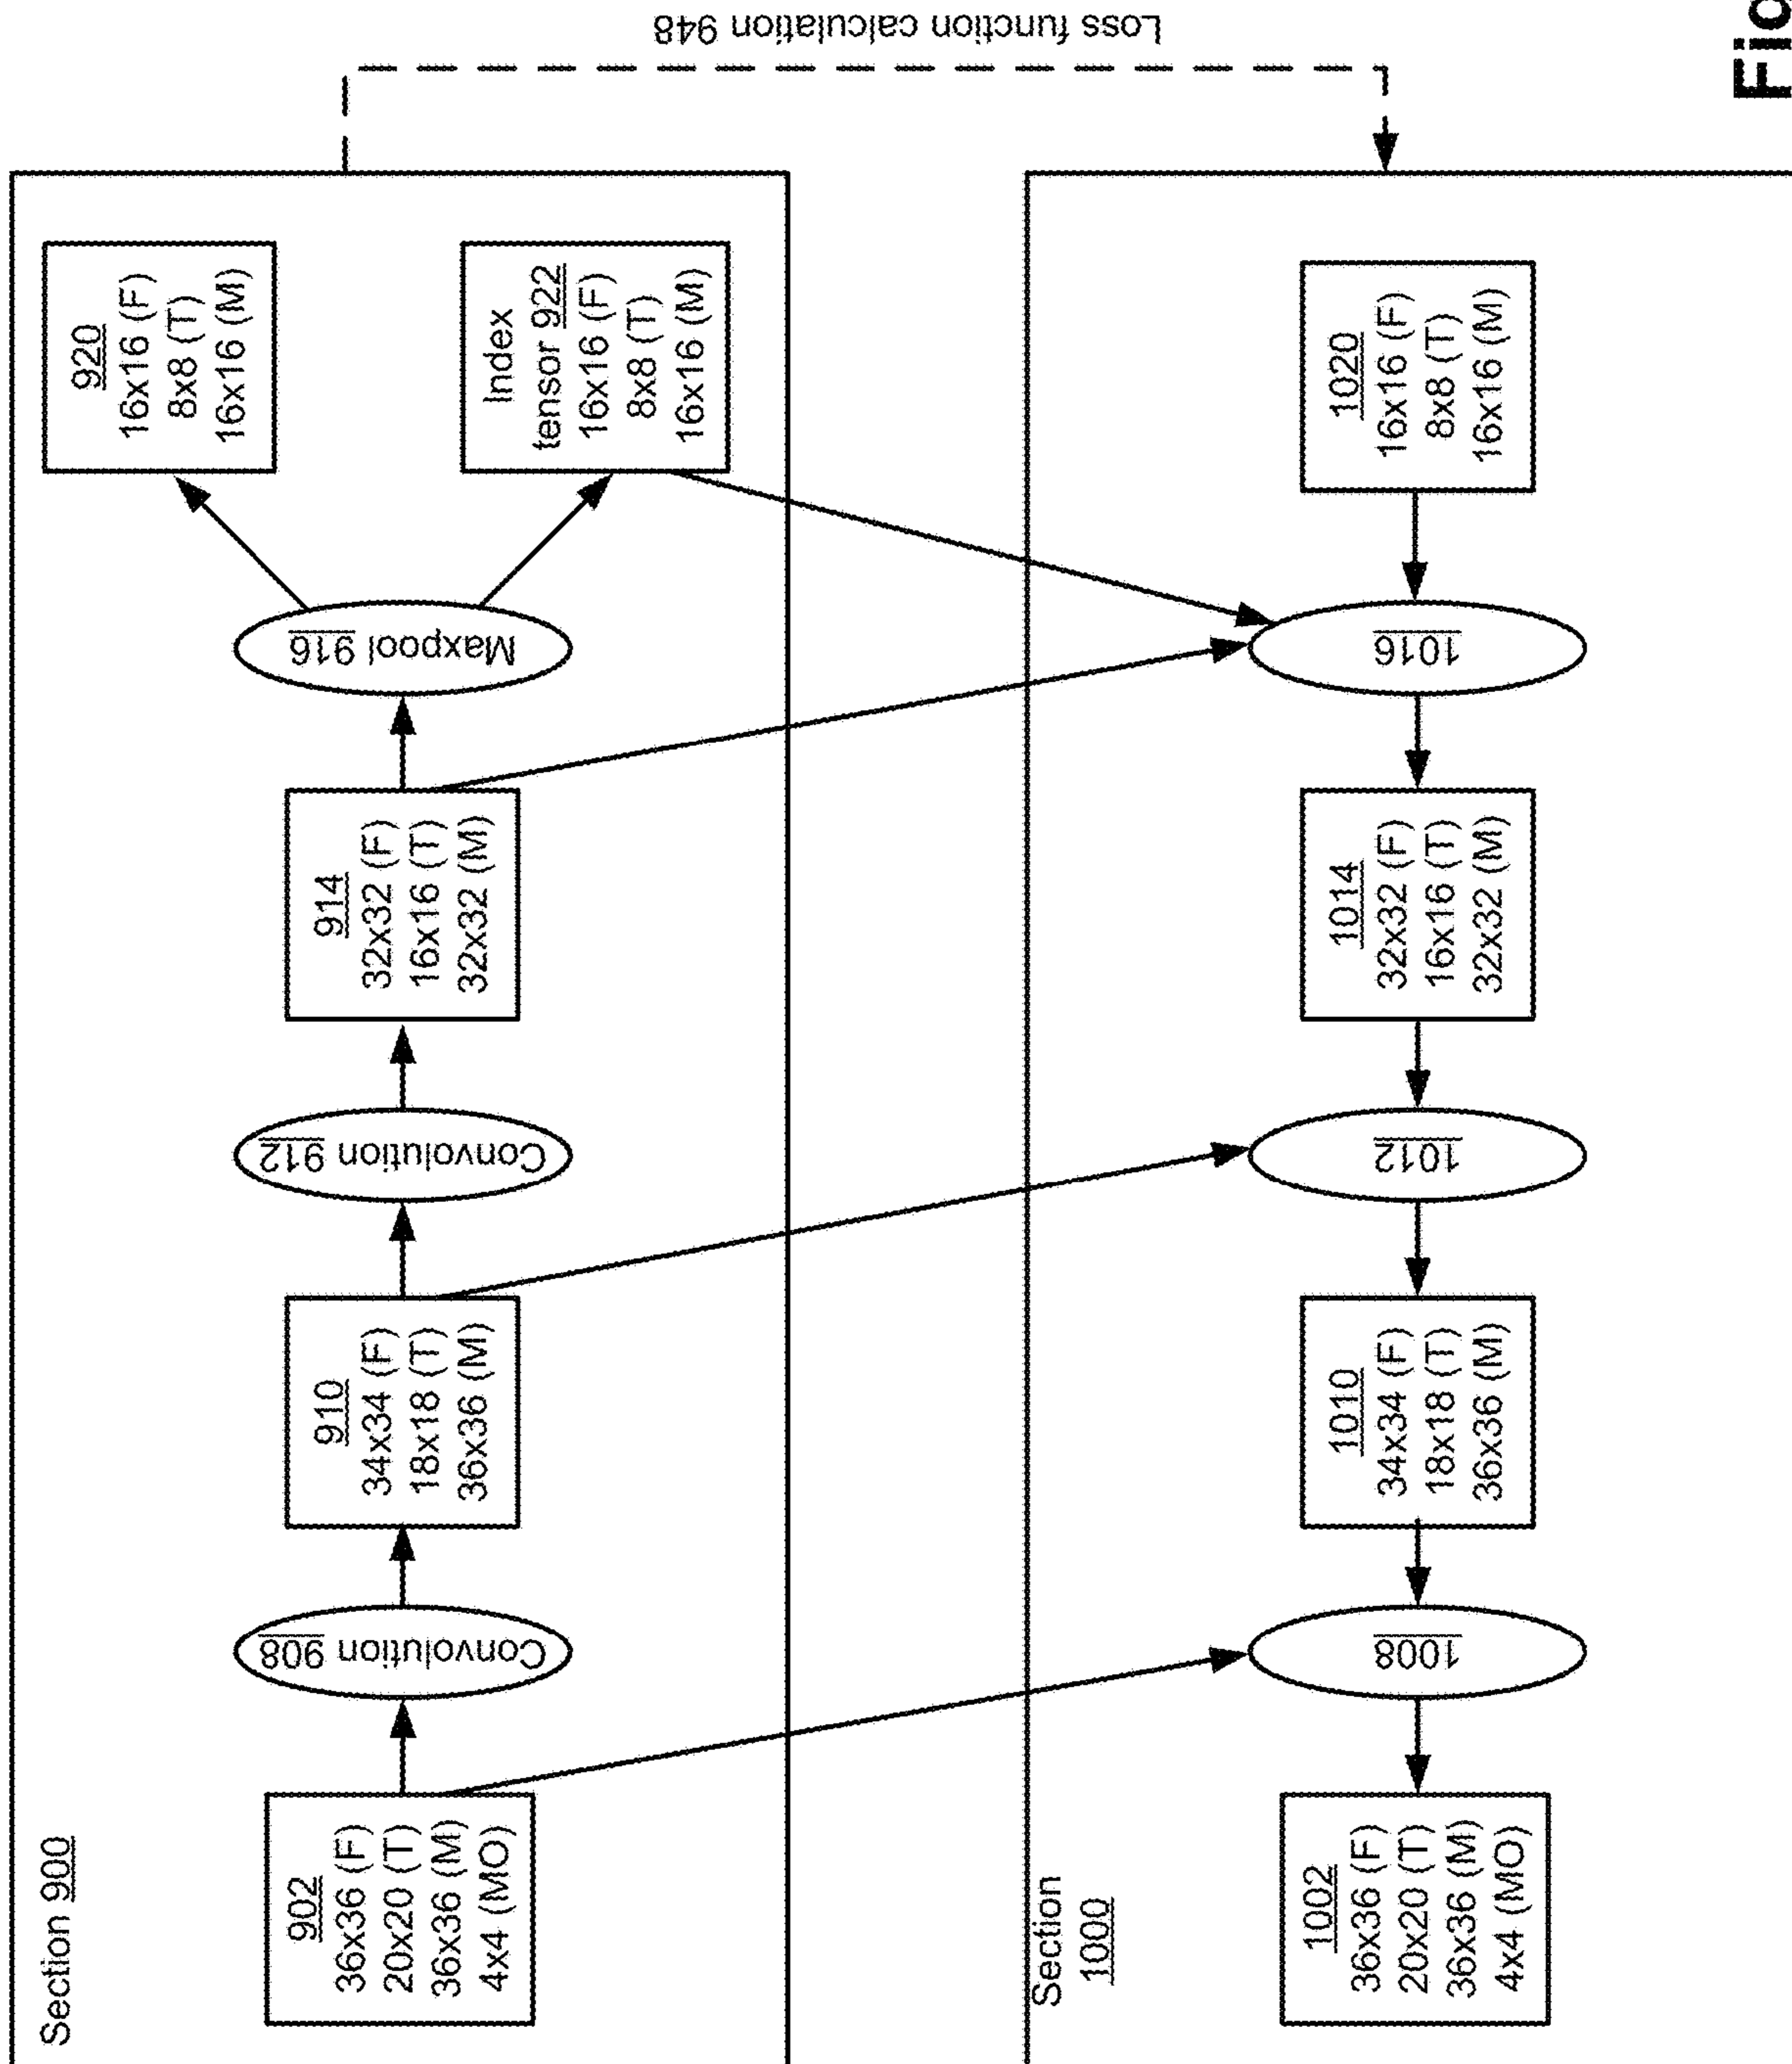 Section 900
902
36x36 (F)
20x20 (T)
36x36 (M)
4x4 (MO)
Convolution 908
910
34x34 (F)
18x18 (T)
36x36 (M)
Convolution 912
914
32x32 (F)
16x16 (T)
32x32 (M)
Maxpool 916
920
16x16 (F)
8x8 (T)
16x16 (M)
Index
tensor 922
16x16 (F)
8x8 (T)
16x16 (M)
Loss function calculation 948
Section
1000
1002
36x36 (F)
20x20 (T)
36x36 (M)
4x4 (MO)
1008
1010
34x34 (F)
18x18 (T)
36x36 (M)
1012
1014
32x32 (F)
16x16 (T)
32x32 (M)
1016
1020
16x16 (F)
8x8 (T)
16x16 (M)